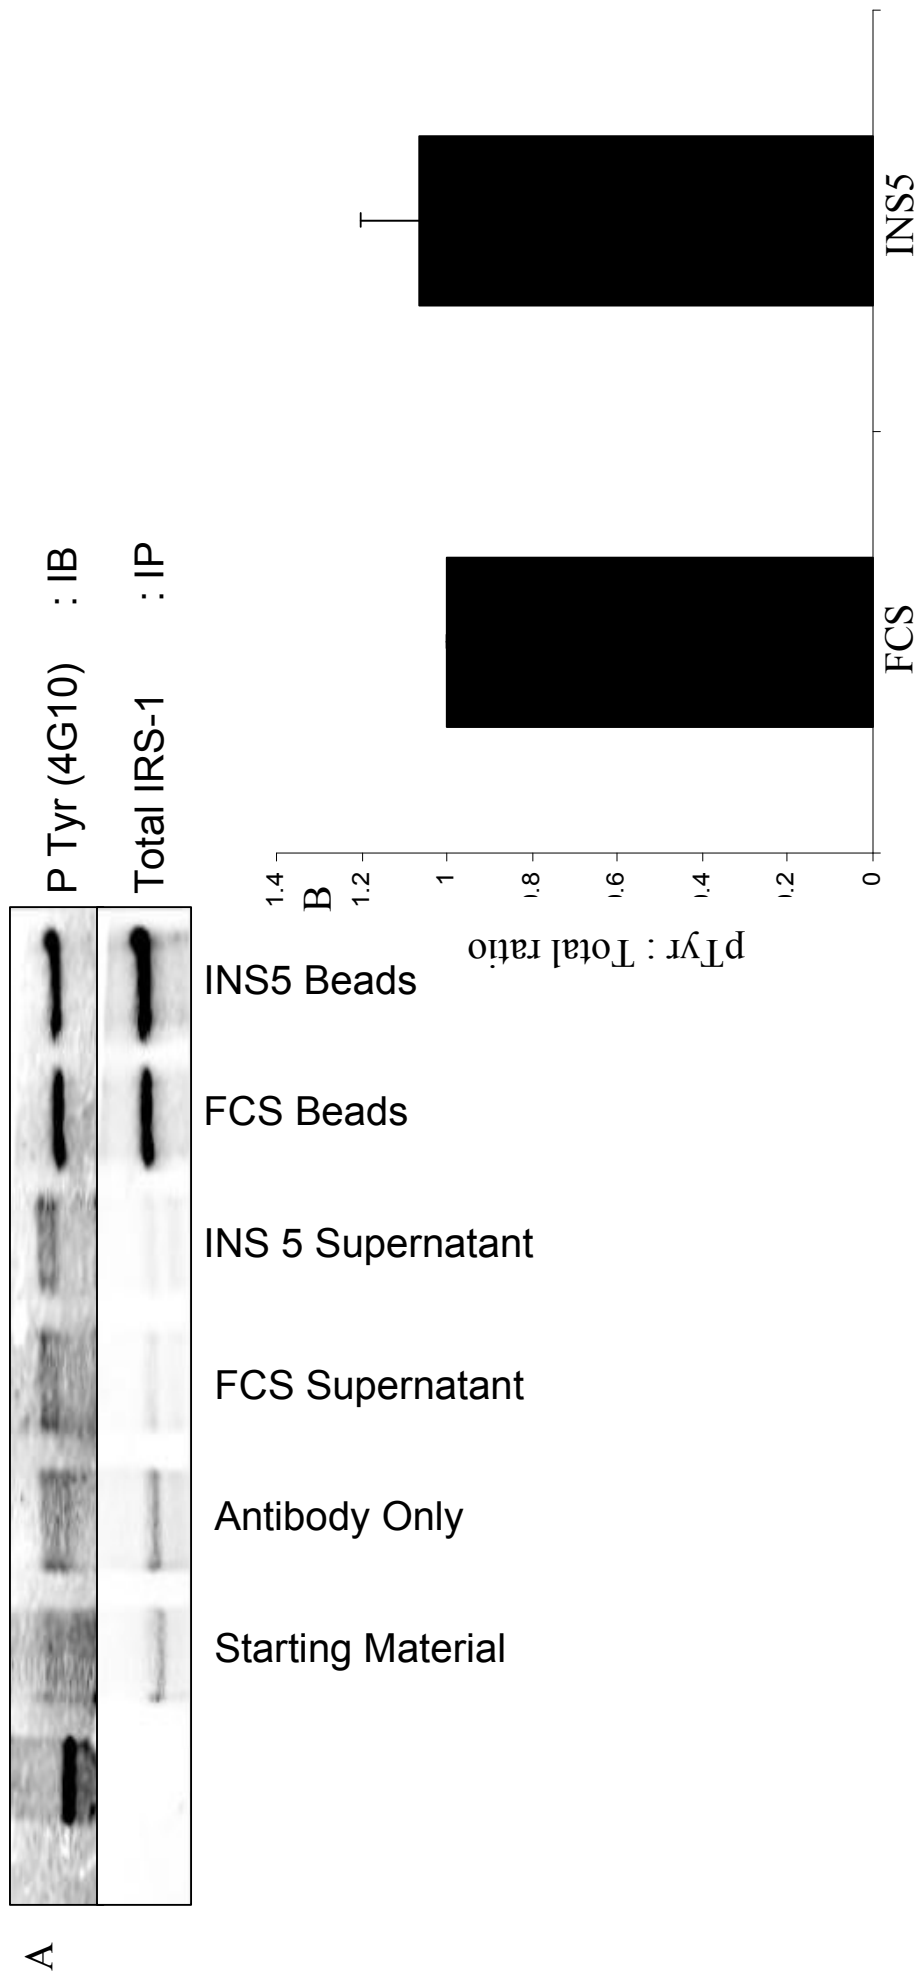 A
P Tyr (4G10) : IB
Total IRS-1 : IP
Starting Material
Antibody Only
FCS Supernatant
INS 5 Supernatant
FCS Beads
INS5 Beads
B
pTyr : Total ratio
1.4
1.2
1
).8
).6
).4
).2
0
FCS
INS5